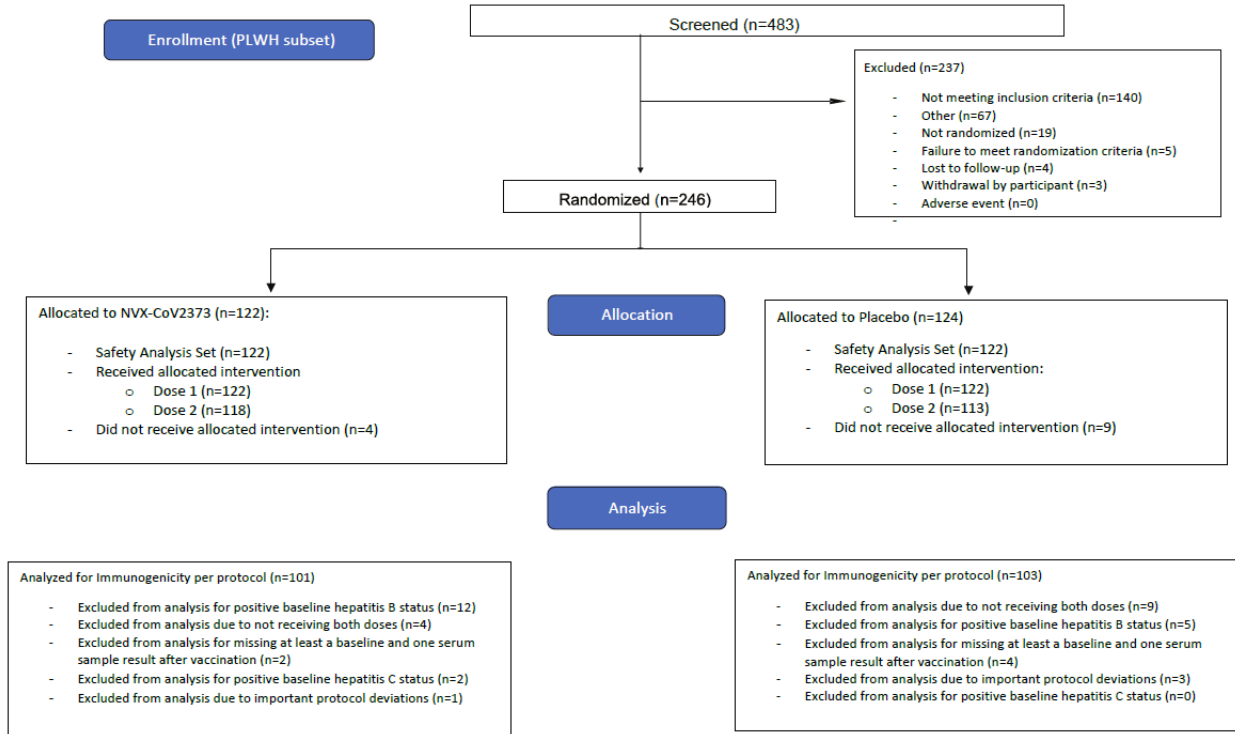 Enrollment (PLWH subset)
Screened (n=483)
Excluded (n=237)
- Not meeting inclusion criteria (n=140)
- Other (n=67)
- Not randomized (n=19)
- Failure to meet randomization criteria (n=5)
- Lost to follow-up (n=4)
- Withdrawal by participant (n=3)
- Adverse event (n=0)
-
Randomized (n=246)
Allocated to NVX-CoV2373 (n=122):
- Safety Analysis Set (n=122)
- Received allocated intervention
o Dose 1 (n=122)
o Dose 2 (n=118)
- Did not receive allocated intervention (n=4)
Allocation
Allocated to Placebo (n=124)
- Safety Analysis Set (n=122)
- Received allocated intervention:
o Dose 1 (n=122)
o Dose 2 (n=113)
- Did not receive allocated intervention (n=9)
Analysis
Analyzed for Immunogenicity per protocol (n=101)
- Excluded from analysis for positive baseline hepatitis B status (n=12)
- Excluded from analysis due to not receiving both doses (n=4)
- Excluded from analysis for missing at least a baseline and one serum
sample result after vaccination (n=2)
- Excluded from analysis for positive baseline hepatitis C status (n=2)
- Excluded from analysis due to important protocol deviations (n=1)
Analyzed for Immunogenicity per protocol (n=103)
- Excluded from analysis due to not receiving both doses (n=9)
- Excluded from analysis for positive baseline hepatitis B status (n=5)
- Excluded from analysis for missing at least a baseline and one serum
sample result after vaccination (n=4)
- Excluded from analysis due to important protocol deviations (n=3)
- Excluded from analysis for positive baseline hepatitis C status (n=0)